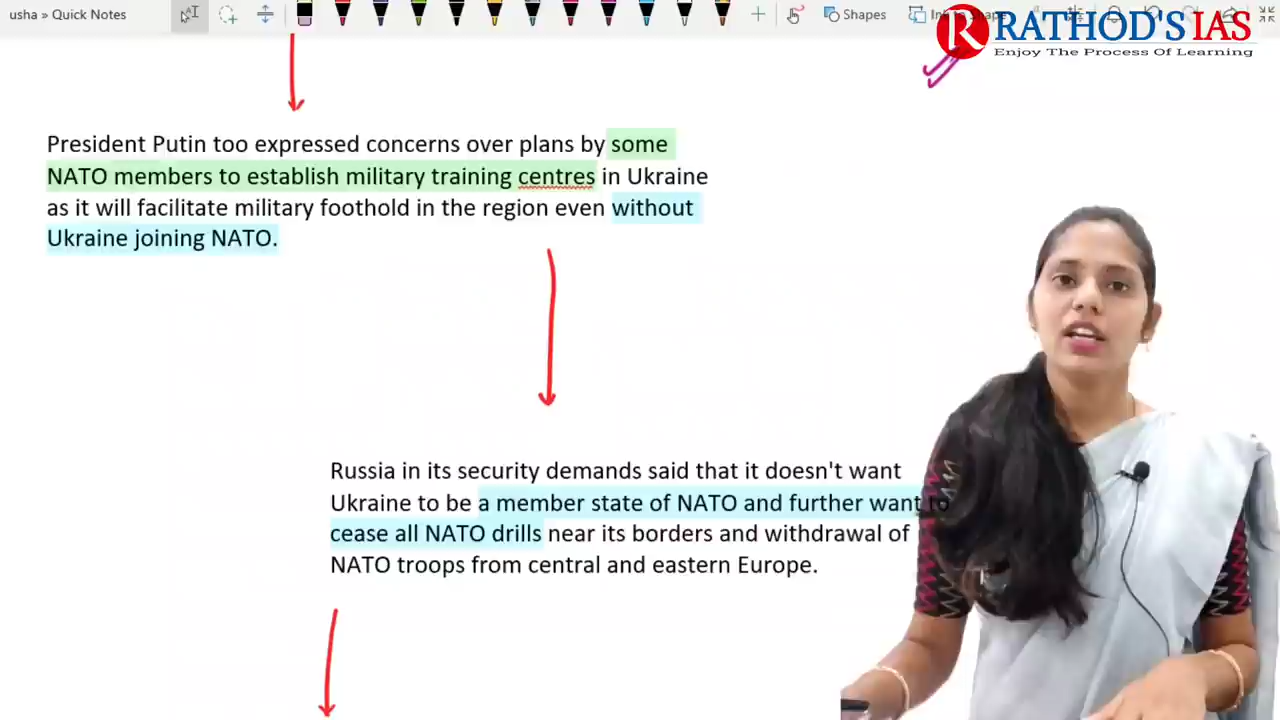 usha » Quick Notes
Shapes
RATHOD'S IAS
Enjoy The Process Of Learning
President Putin too expressed concerns over plans by some
NATO members to establish military training centres in Ukraine
as it will facilitate military foothold in the region even without
Ukraine joining NATO.
Russia in its security demands said that it doesn't want
Ukraine to be a member state of NATO and further want to
cease all NATO drills near its borders and withdrawal of
NATO troops from central and eastern Europe.